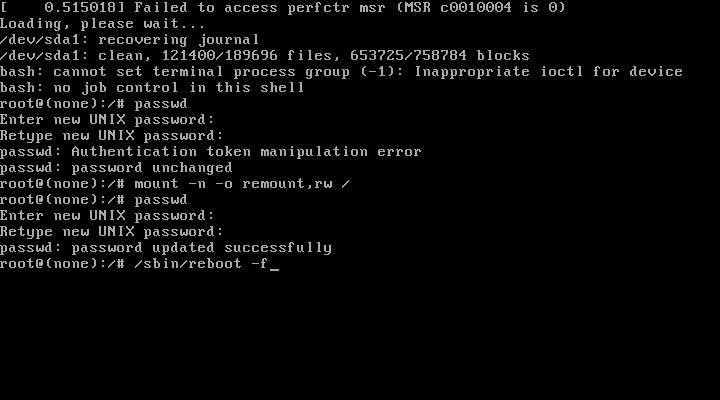 [    0.515018] Failed to access perfctr msr (MSR c0010004 is 0)
Loading, please wait...
/dev/sda1: recovering journal
/dev/sda1: clean, 121400/189696 files, 653725/758784 blocks
bash: cannot set terminal process group (-1): Inappropriate ioctl for device
bash: no job control in this shell
root@(none):/# passwd
Enter new UNIX password:
Retype new UNIX password:
passwd: Authentication token manipulation error
passwd: password unchanged
root@(none):/# mount -n -o remount,rw /
root@(none):/# passwd
Enter new UNIX password:
Retype new UNIX password:
passwd: password updated successfully
root@(none):/# /sbin/reboot -f_